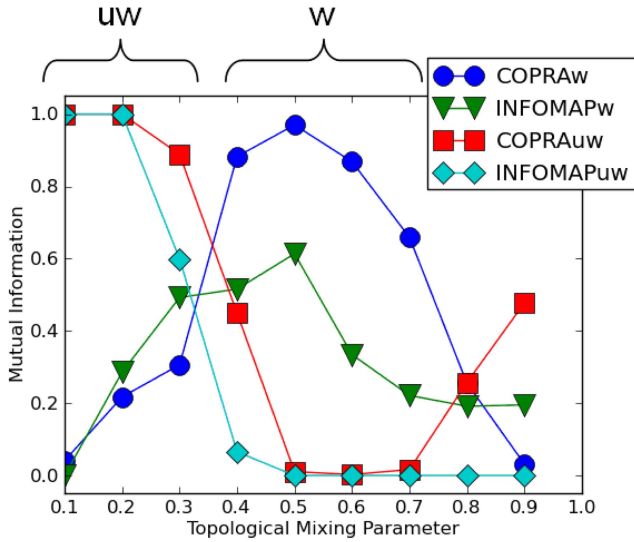 uw
w
COPRAw
INFOMAPw
COPRAuw
INFOMAPuw
1.0
0.8
0.6
0.4
0.2
0.0
Mutual Information
0.1 0.2 0.3 0.4 0.5 0.6 0.7 0.8 0.9 1.0
Topological Mixing Parameter